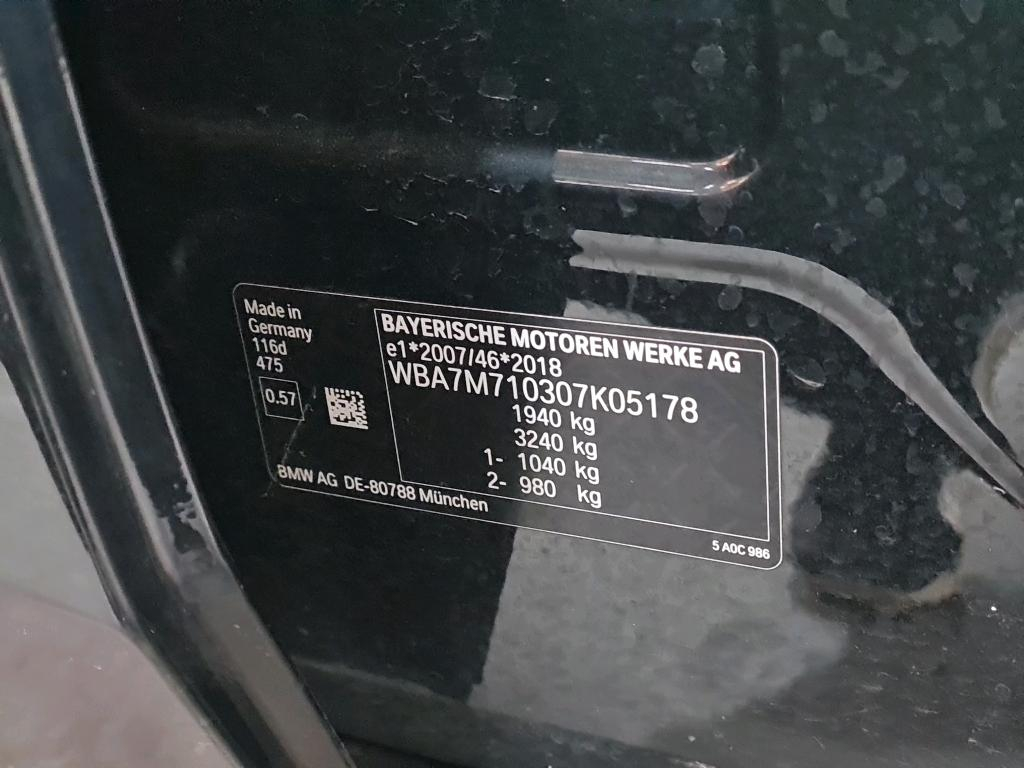 Made in
Germany
116d
475
0.57
BAYERISCHE MOTOREN WERKE AG
e1*2007/46*2018
WBA7M710307K05178
1940 kg
3240 kg
1- 1040 kg
2- 980 kg
BMW AG DE-80788 München
5 A0C 986